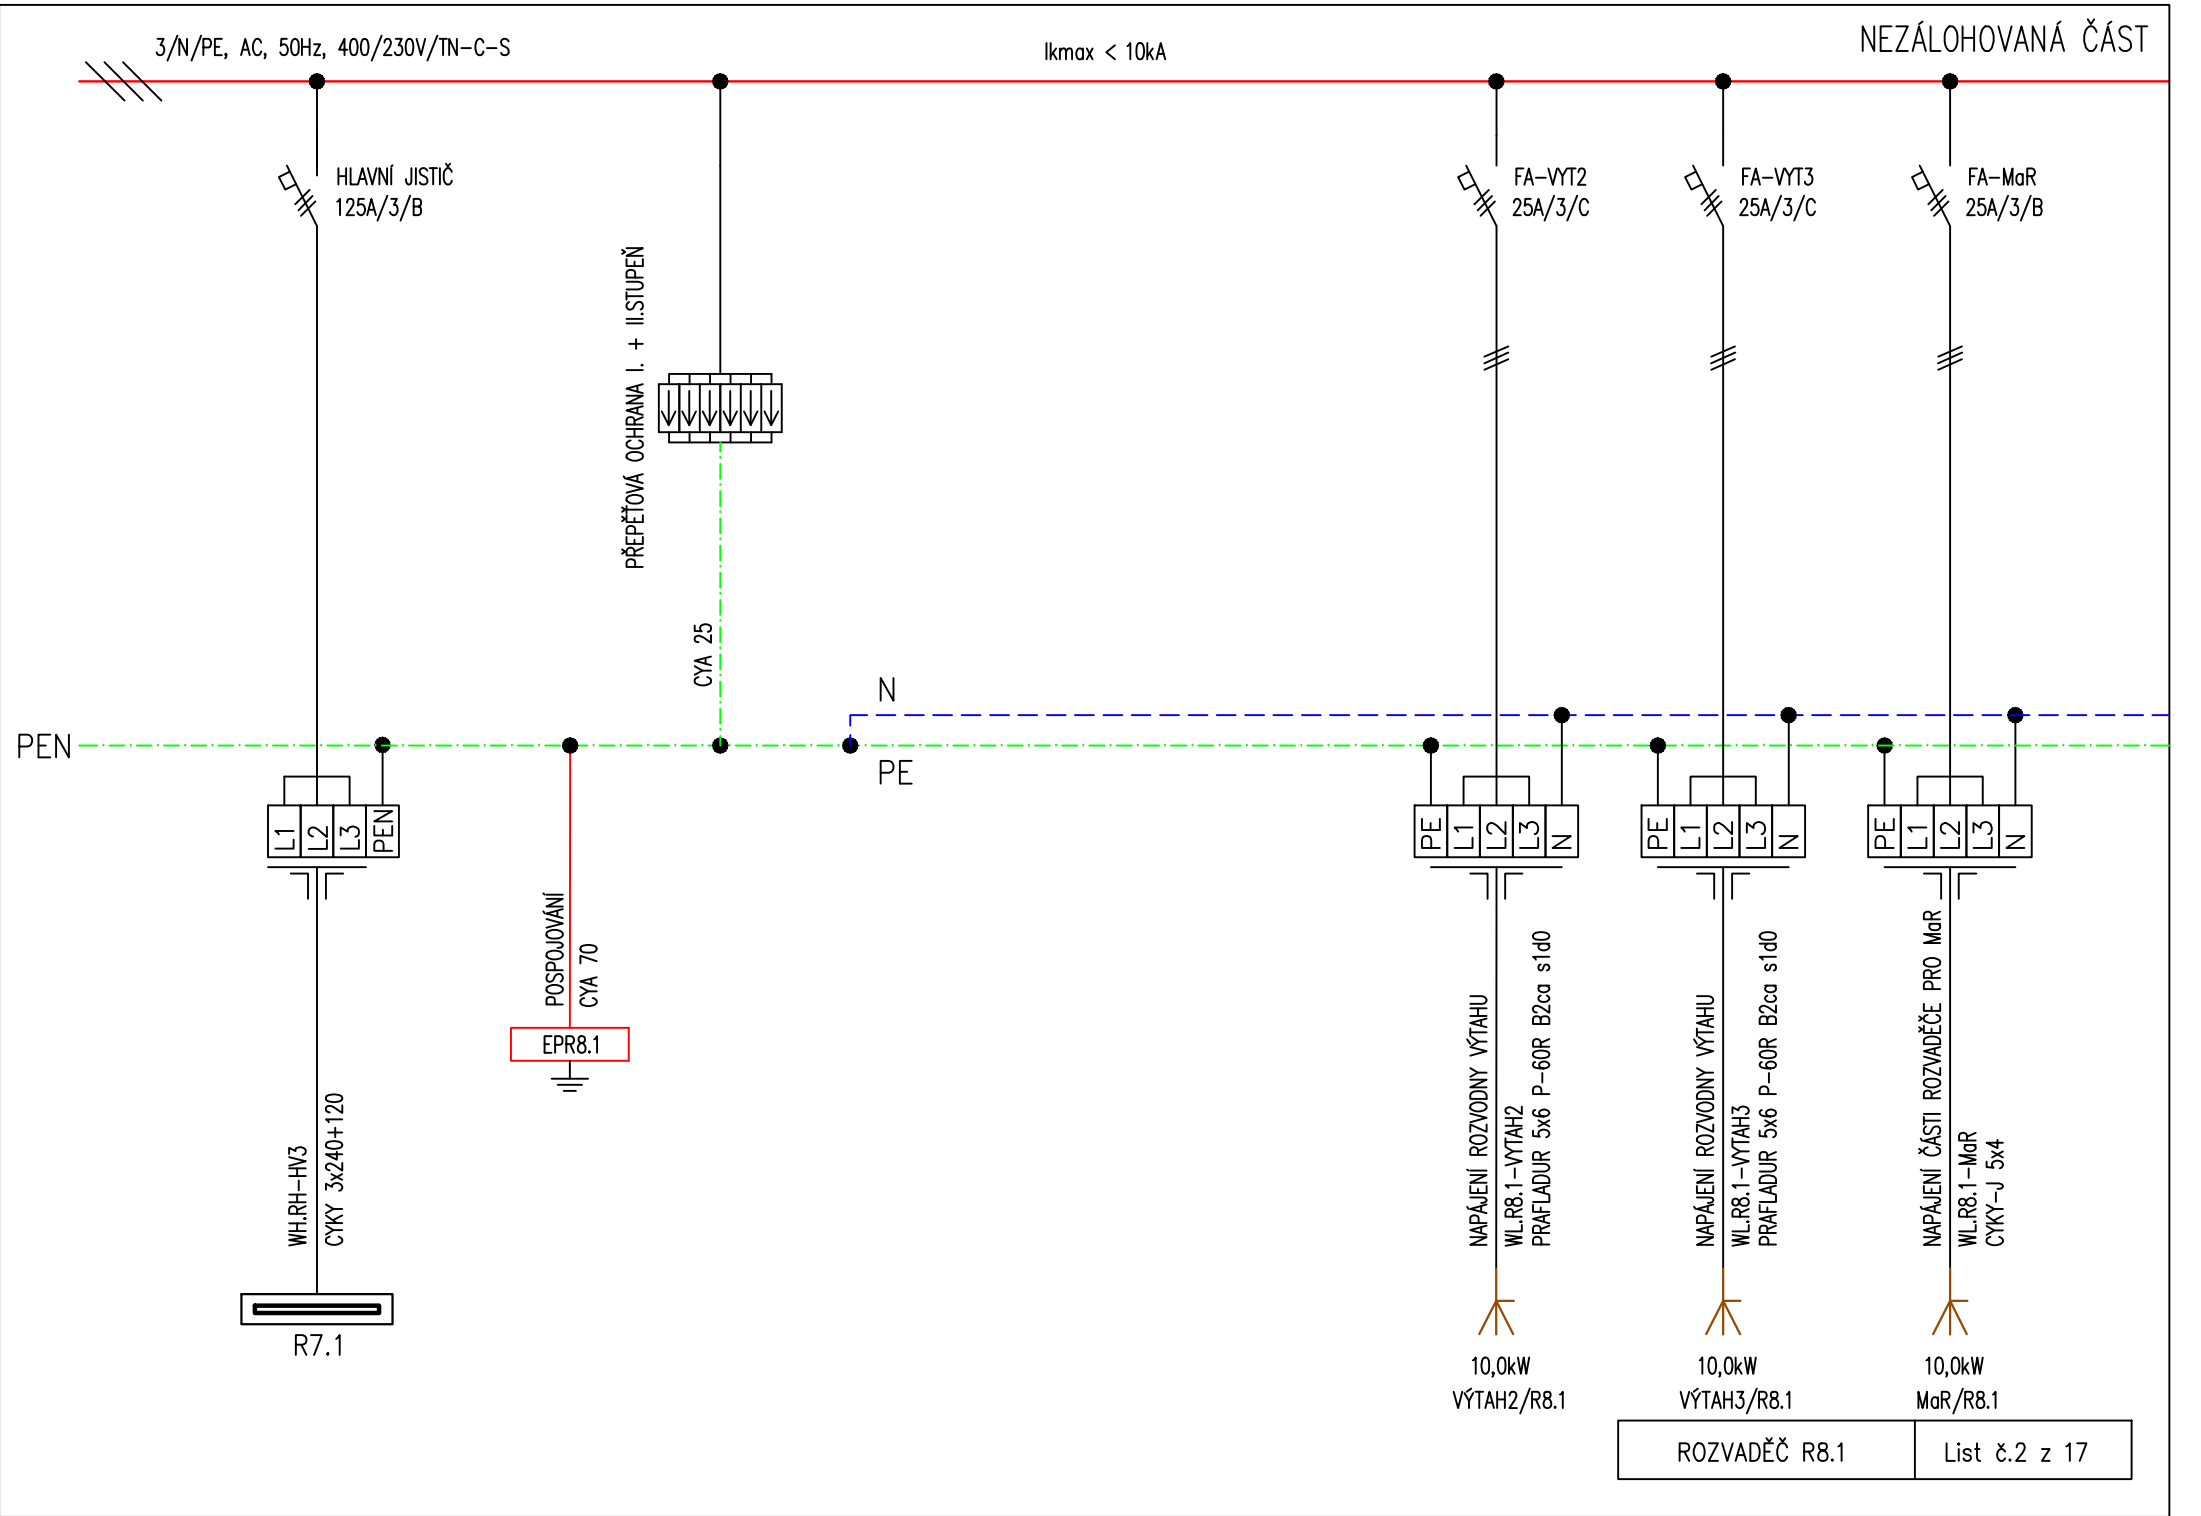 3/N/PE, AC, 50Hz, 400/230V/TN-C-S
Ikmax < 10kA
NEZÁLOHOVANÁ ČÁST
HLAVNÍ JISTIČ
125A/3/B
FA-VYT2
25A/3/C
FA-VYT3
25A/3/C
FA-MaR
25A/3/B
PŘEPĚŤOVÁ OCHRANA I. + II.STUPEŇ
CYA 25
N
PEN
PE
L1
L2
L3
PEN
PE
L1
L2
L3
N
PE
L1
L2
L3
N
PE
L1
L2
L3
N
WH.RH-HV3
CYKY 3x240+120
R7.1
POSPOJOVÁNÍ
CYA 70
EPR8.1
NAPÁJENÍ ROZVODNY VÝTAHU
WL.R8.1-VYTAH2
PRAFLADUR 5x6 P-60R B2ca s1d0
10,0kW
VÝTAH2/R8.1
NAPÁJENÍ ROZVODNY VÝTAHU
WL.R8.1-VYTAH3
PRAFLADUR 5x6 P-60R B2ca s1d0
10,0kW
VÝTAH3/R8.1
NAPÁJENÍ ČÁSTI ROZVADĚČE PRO MaR
WL.R8.1-MaR
CYKY-J 5x4
10,0kW
MaR/R8.1
ROZVADĚČ R8.1
List č.2 z 17